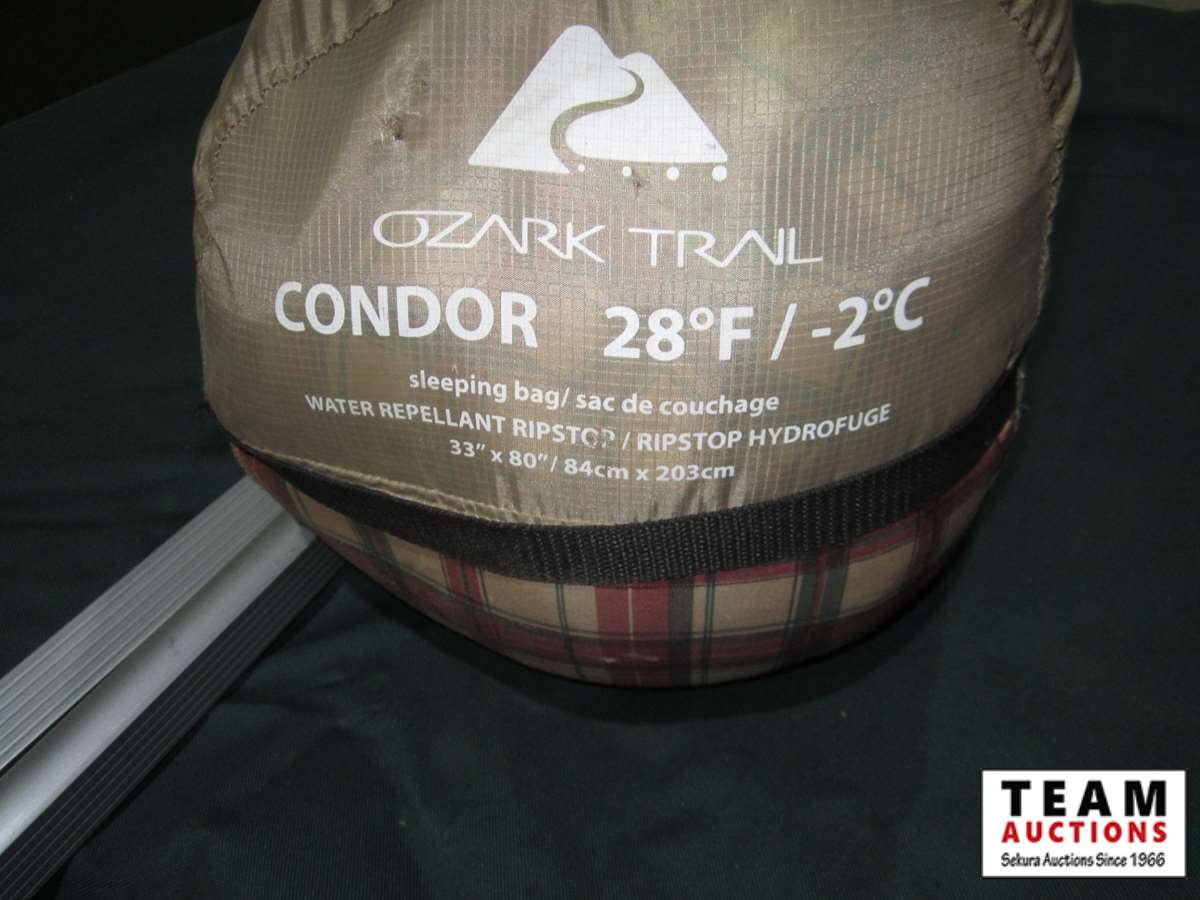 OZARK TRAIL
CONDOR 28°F / -2°C
sleeping bag/ sac de couchage
WATER REPELLANT RIPSTOP / RIPSTOP HYDROFUGE
33” x 80”/ 84cm x 203cm
TEAM
AUCTIONS
Sekura Auctions Since 1966